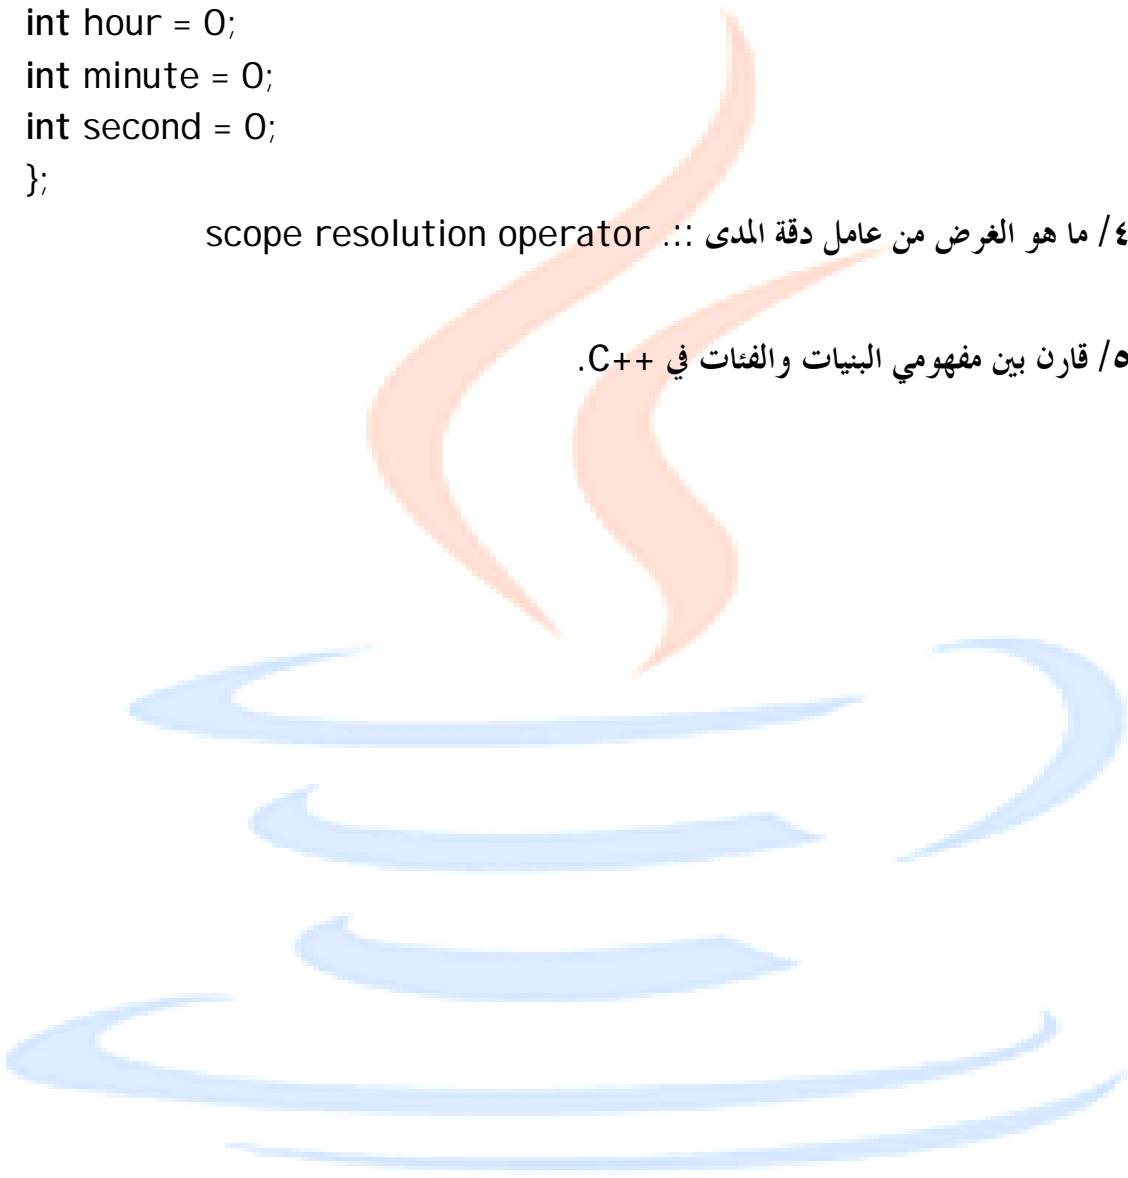 int hour = 0;
int minute = 0;
int second = 0;
};
٤/ ما هو الغرض من عامل دقة المدى ::. scope resolution operator
٥/ قارن بين مفهومي البنيات والفئات في C++.